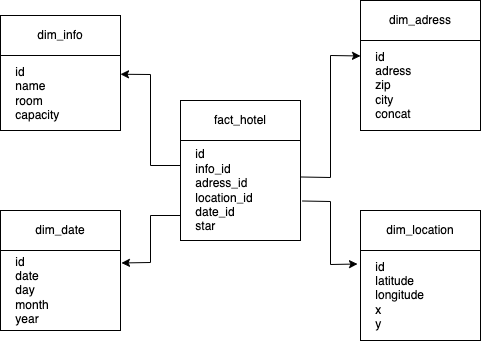 dim_info
id
name
room
capacity
dim_adress
id
adress
zip
city
concat
fact_hotel
id
info_id
adress_id
location_id
date_id
star
dim_date
id
date
day
month
year
dim_location
id
latitude
longitude
x
y